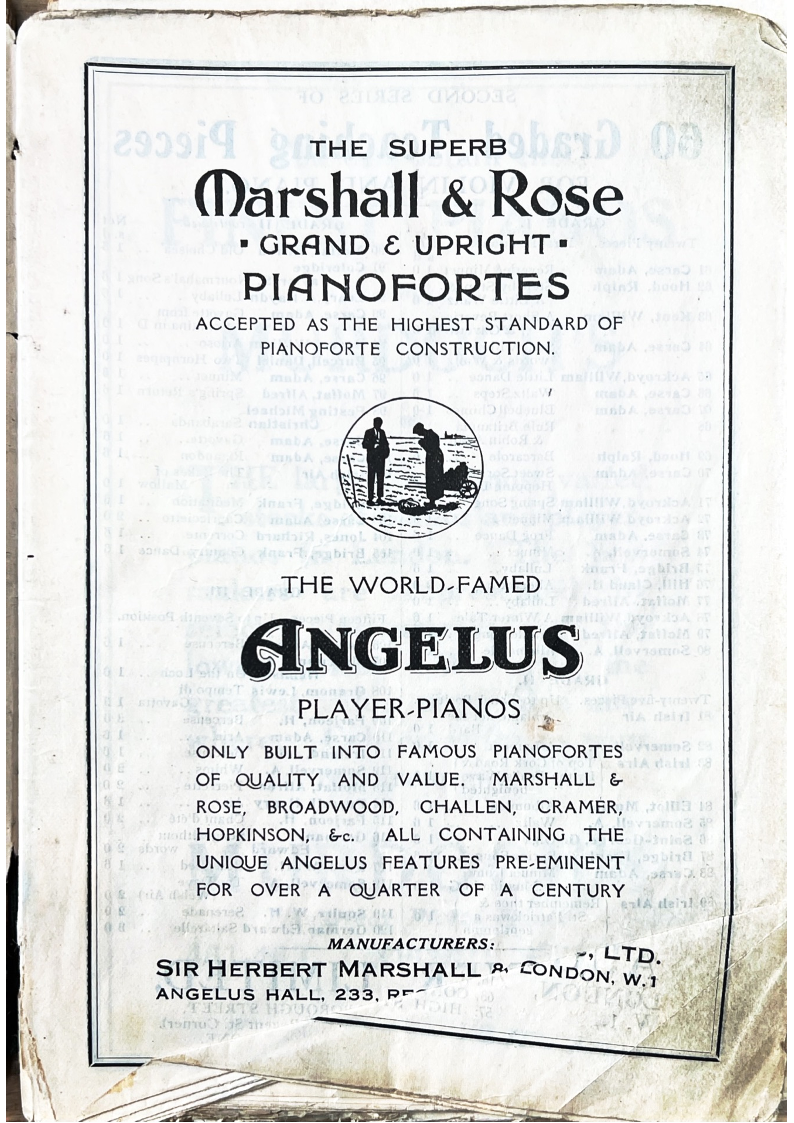 THE SUPERB
Marshall & Rose
· GRAND & UPRIGHT ·
PIANOFORTES
ACCEPTED AS THE HIGHEST STANDARD OF
PIANOFORTE CONSTRUCTION.
THE WORLD-FAMED
ANGELUS
PLAYER-PIANOS
ONLY BUILT INTO FAMOUS PIANOFORTES
OF QUALITY AND VALUE, MARSHALL &
ROSE, BROADWOOD, CHALLEN, CRAMER,
HOPKINSON, &c. ALL CONTAINING THE
UNIQUE ANGELUS FEATURES PRE-EMINENT
FOR OVER A QUARTER OF A CENTURY
MANUFACTURERS:
SIR HERBERT MARSHALL & , LTD.
ANGELUS HALL, 233, LONDON, W.1